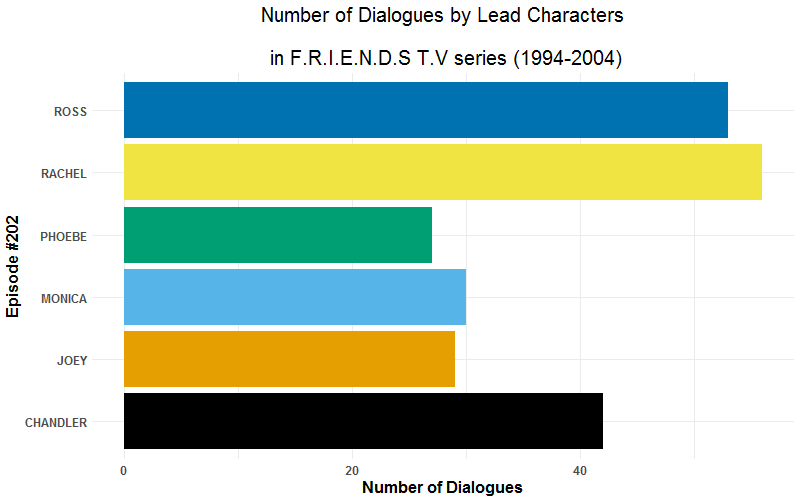 Number of Dialogues by Lead Characters
in F.R.I.E.N.D.S T.V series (1994-2004)
Episode #202
ROSS
RACHEL
PHOEBE
MONICA
JOEY
CHANDLER
0 20 40
Number of Dialogues